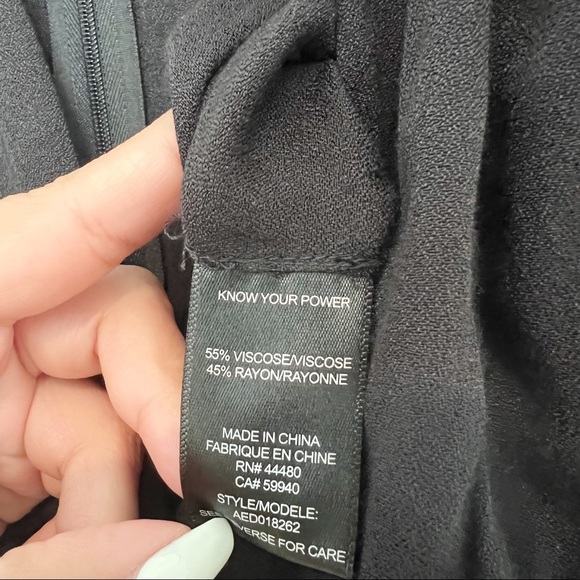 KNOW YOUR POWER
55% VISCOSE/VISCOSE
45% RAYON/RAYONNE
MADE IN CHINA
FABRIQUE EN CHINE
RN# 44480
CA# 59940
STYLE/MODELE:
AED018262
FOR CARE